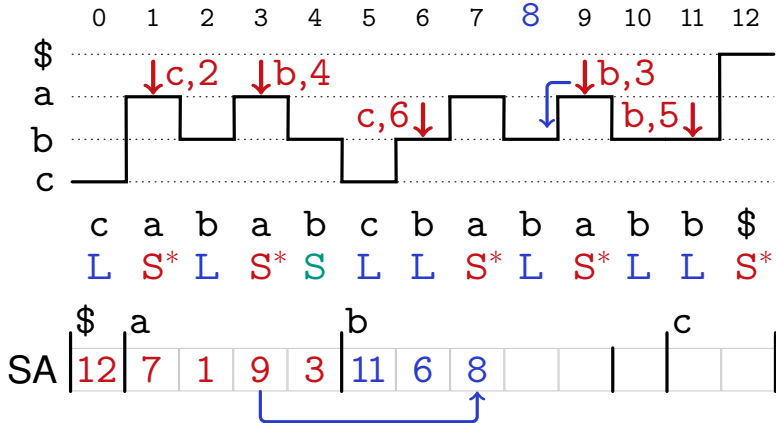 0 1 2 3 4 5 6 7 8 9 10 11 12
$
c,2 b,4 b,3
a
c,6 b,5
b
c
c a b a b c b a b a b b $
L S* L S* S L L S* L S* L L S*
$ a b c
SA 12 7 1 9 3 11 6 8